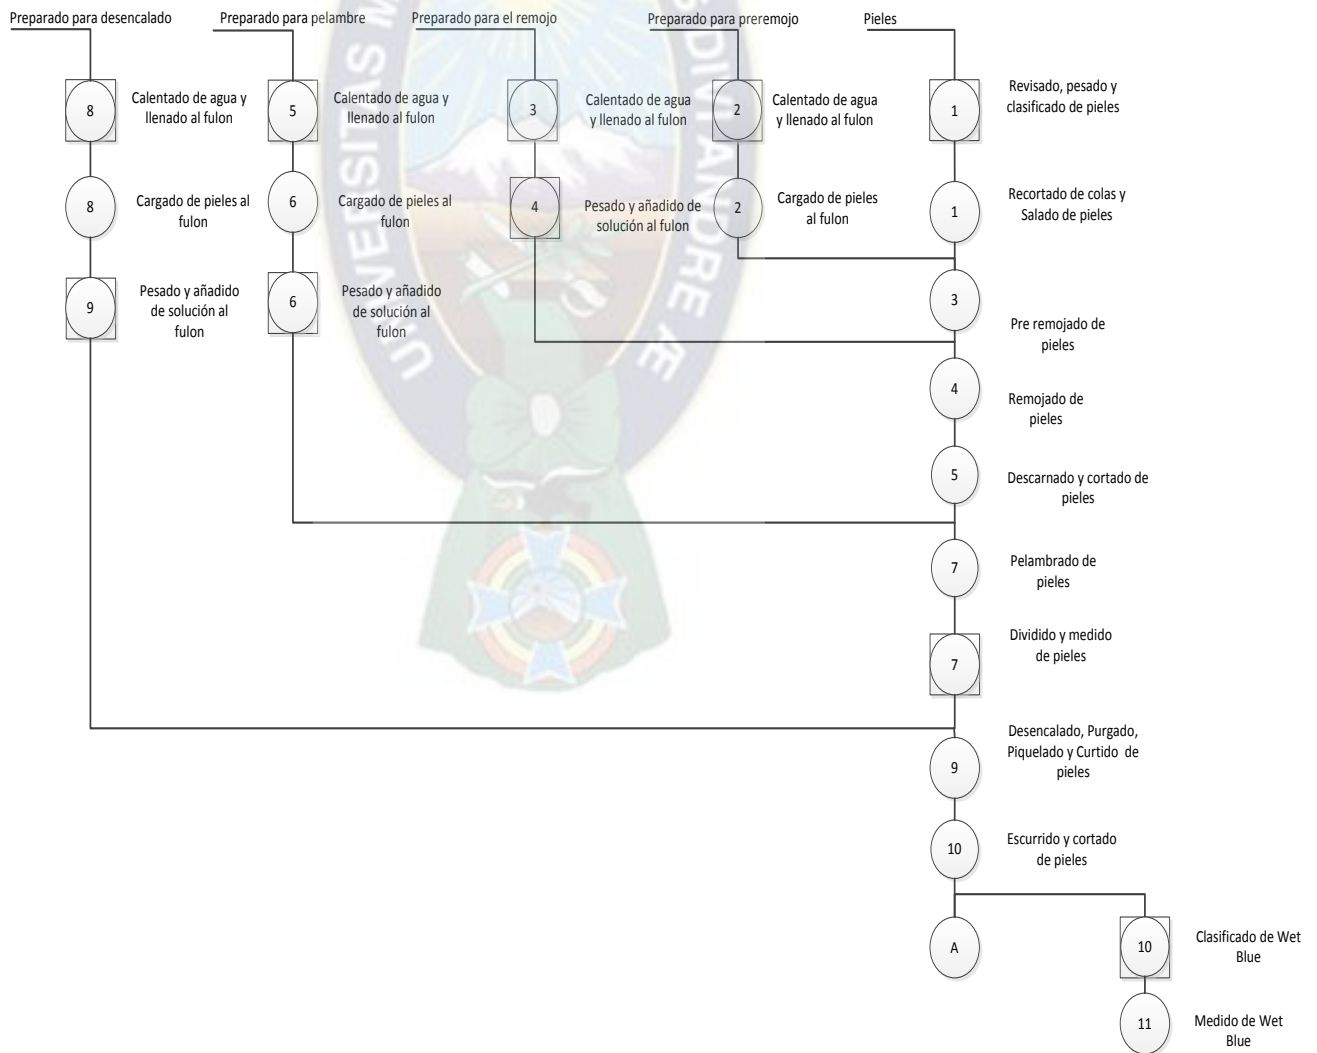 Preparado para desencalado
Preparado para pelambre
Preparado para el remojo
Preparado para preremojo
Pieles
8
Calentado de agua y
llenado al fulon
5
Calentado de agua y
llenado al fulon
3
Calentado de agua
y llenado al fulon
2
Calentado de agua
y llenado al fulon
1
Revisado, pesado y
clasificado de pieles
8
Cargado de pieles al
fulon
6
Cargado de pieles al
fulon
4
Pesado y añadido de
solución al fulon
2
Cargado de pieles
al fulon
1
Recortado de colas y
Salado de pieles
9
Pesado y añadido
de solución al
fulon
6
Pesado y añadido
de solución al
fulon
3
Pre remojado de
pieles
4
Remojado de
pieles
5
Descarnado y cortado de
pieles
7
Pelambrado de
pieles
7
Dividido y medido
de pieles
9
Desencalado, Purgado,
Piquelado y Curtido de
pieles
10
Escurrido y cortado
de pieles
A
10
Clasificado de Wet
Blue
11
Medido de Wet
Blue
UNIVERSITAS M
S DIVI ANDRE Æ